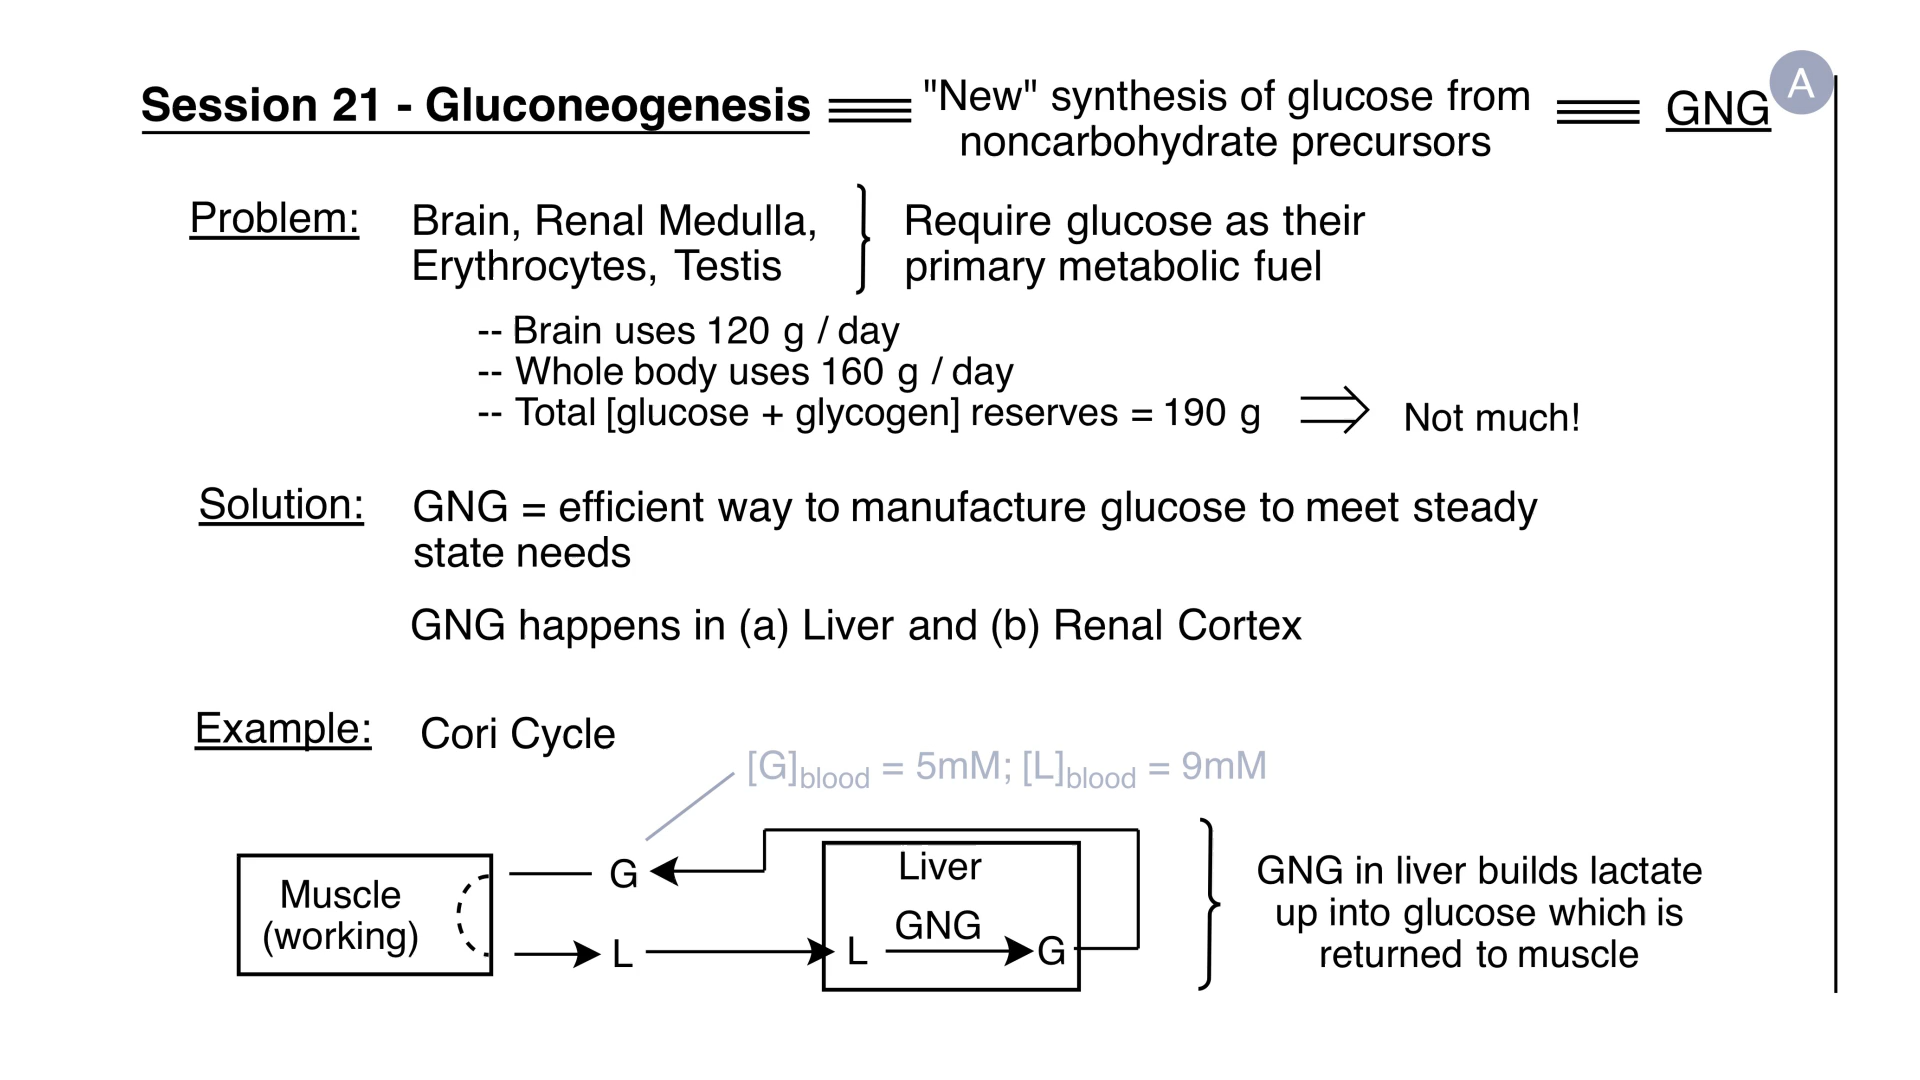 Session 21 - Gluconeogenesis
"New" synthesis of glucose from
noncarbohydrate precursors
GNG
A
Problem:
Brain, Renal Medulla,
Erythrocytes, Testis
Require glucose as their
primary metabolic fuel
-- Brain uses 120 g / day
-- Whole body uses 160 g / day
-- Total [glucose + glycogen] reserves = 190 g
Not much!
Solution:
GNG = efficient way to manufacture glucose to meet steady
state needs
GNG happens in (a) Liver and (b) Renal Cortex
Example:
Cori Cycle
[G]blood = 5mM; [L]blood = 9mM
Muscle
(working)
G
L
Liver
GNG
L
G
GNG in liver builds lactate
up into glucose which is
returned to muscle